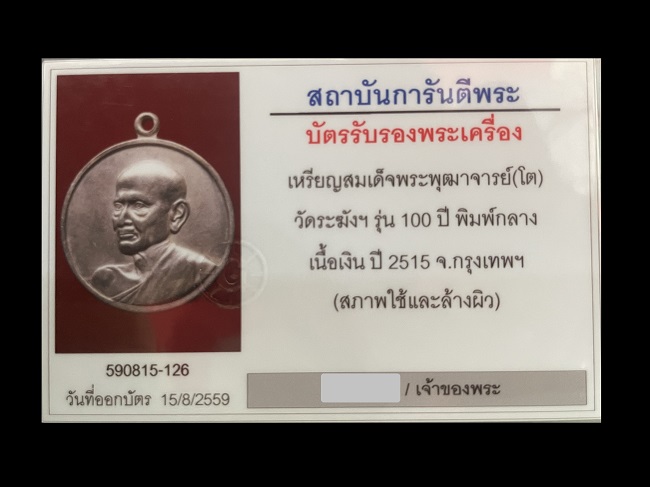 สถาบันการันตีพระ
บัตรรับรองพระเครื่อง
เหรียญสมเด็จพระพุฒาจารย์(โต)
วัดระฆังฯ รุ่น 100 ปี พิมพ์กลาง
เนื้อเงิน ปี 2515 จ.กรุงเทพฯ
(สภาพใช้และล้างผิว)
590815-126
วันที่ออกบัตร 15/8/2559
/ เจ้าของพระ